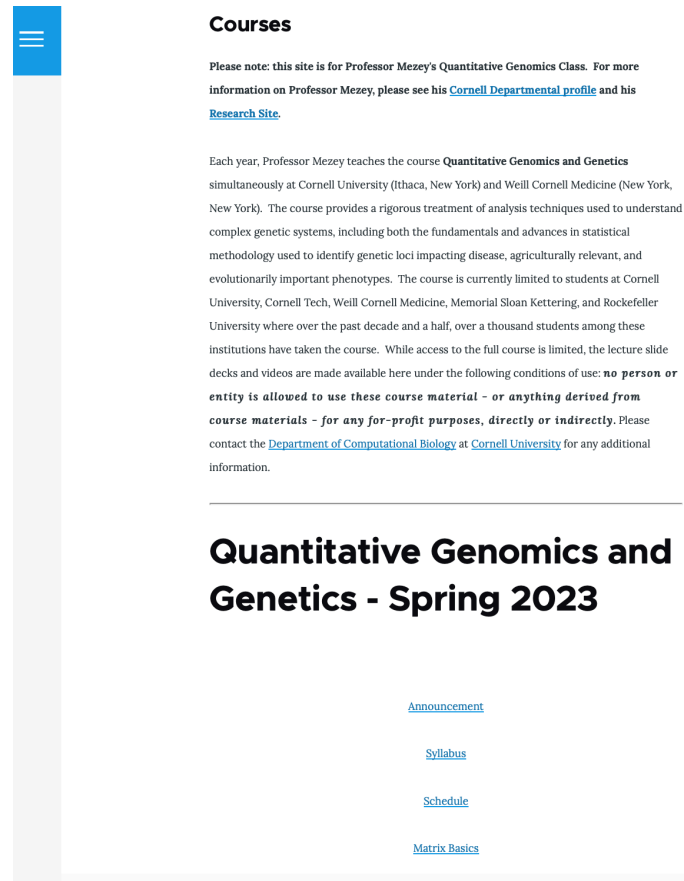 Courses
Please note: this site is for Professor Mezey's Quantitative Genomics Class.  For more
information on Professor Mezey, please see his Cornell Departmental profile and his
Research Site.
Each year, Professor Mezey teaches the course Quantitative Genomics and Genetics
simultaneously at Cornell University (Ithaca, New York) and Weill Cornell Medicine (New York,
New York).  The course provides a rigorous treatment of analysis techniques used to understand
complex genetic systems, including both the fundamentals and advances in statistical
methodology used to identify genetic loci impacting disease, agriculturally relevant, and
evolutionarily important phenotypes.  The course is currently limited to students at Cornell
University, Cornell Tech, Weill Cornell Medicine, Memorial Sloan Kettering, and Rockefeller
University where over the past decade and a half, over a thousand students among these
institutions have taken the course.  While access to the full course is limited, the lecture slide
decks and videos are made available here under the following conditions of use: no person or
entity is allowed to use these course material - or anything derived from
course materials - for any for-profit purposes, directly or indirectly. Please
contact the Department of Computational Biology at Cornell University for any additional
information.
Quantitative Genomics and
Genetics - Spring 2023
Announcement
Syllabus
Schedule
Matrix Basics